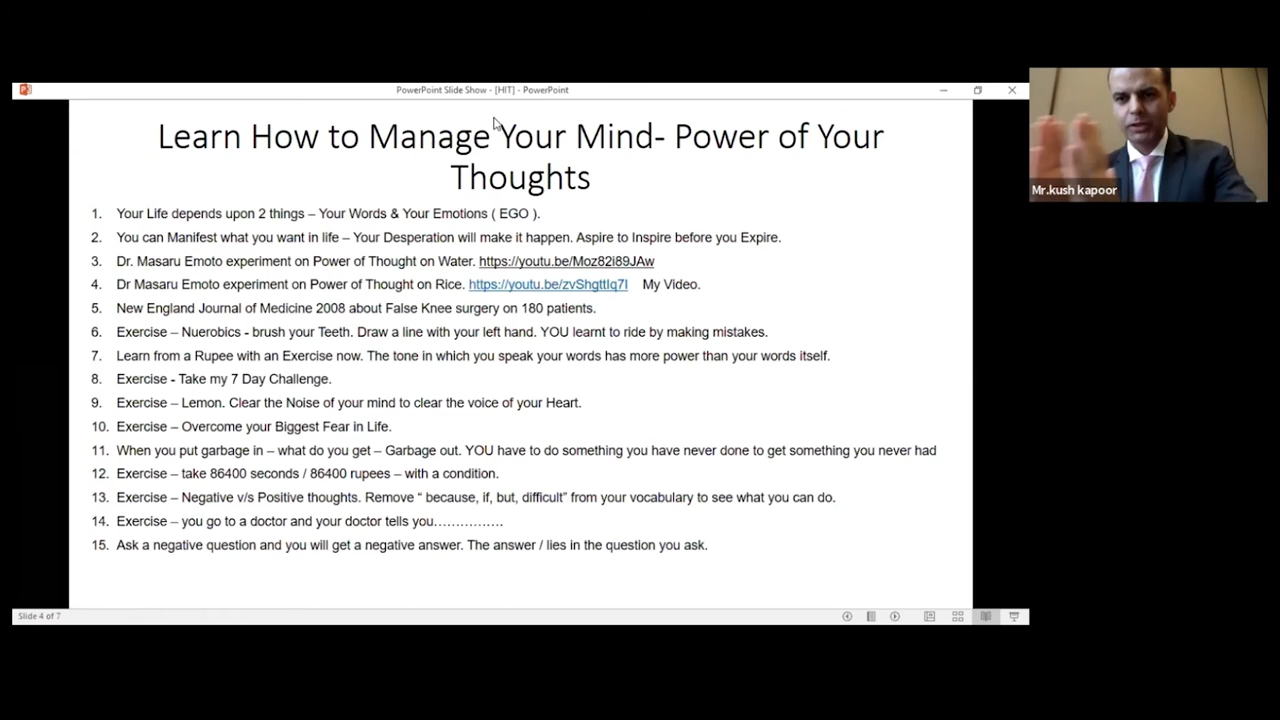 PowerPoint Slide Show - [HIT] - PowerPoint
Learn How to Manage Your Mind- Power of Your
Thoughts
1. Your Life depends upon 2 things – Your Words & Your Emotions ( EGO ).
2. You can Manifest what you want in life – Your Desperation will make it happen. Aspire to Inspire before you Expire.
3. Dr. Masaru Emoto experiment on Power of Thought on Water. https://youtu.be/Moz82i89JAw
4. Dr Masaru Emoto experiment on Power of Thought on Rice. https://youtu.be/zvShgttIq7I My Video.
5. New England Journal of Medicine 2008 about False Knee surgery on 180 patients.
6. Exercise – Nuerobics - brush your Teeth. Draw a line with your left hand. YOU learnt to ride by making mistakes.
7. Learn from a Rupee with an Exercise now. The tone in which you speak your words has more power than your words itself.
8. Exercise - Take my 7 Day Challenge.
9. Exercise – Lemon. Clear the Noise of your mind to clear the voice of your Heart.
10. Exercise – Overcome your Biggest Fear in Life.
11. When you put garbage in – what do you get – Garbage out. YOU have to do something you have never done to get something you never had
12. Exercise – take 86400 seconds / 86400 rupees – with a condition.
13. Exercise – Negative v/s Positive thoughts. Remove “ because, if, but, difficult” from your vocabulary to see what you can do.
14. Exercise – you go to a doctor and your doctor tells you…………….
15. Ask a negative question and you will get a negative answer. The answer / lies in the question you ask.
Slide 4 of 7
Mr.kush kapoor